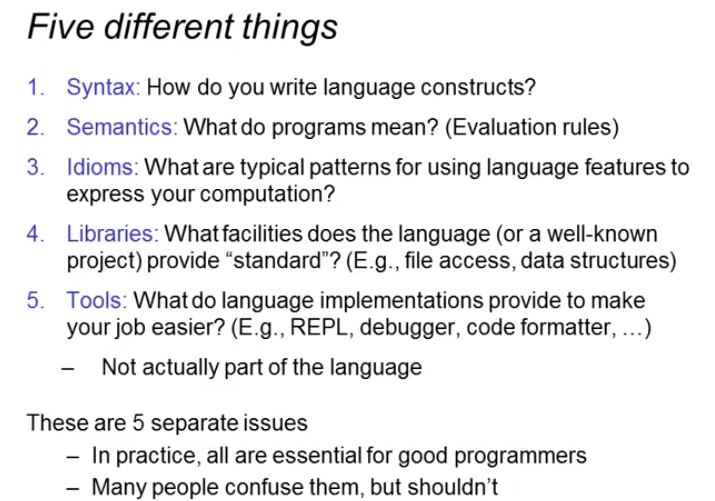 Five different things
1. Syntax: How do you write language constructs?
2. Semantics: What do programs mean? (Evaluation rules)
3. Idioms: What are typical patterns for using language features to
express your computation?
4. Libraries: What facilities does the language (or a well-known
project) provide “standard”? (E.g., file access, data structures)
5. Tools: What do language implementations provide to make
your job easier? (E.g., REPL, debugger, code formatter, …)
– Not actually part of the language
These are 5 separate issues
– In practice, all are essential for good programmers
– Many people confuse them, but shouldn’t